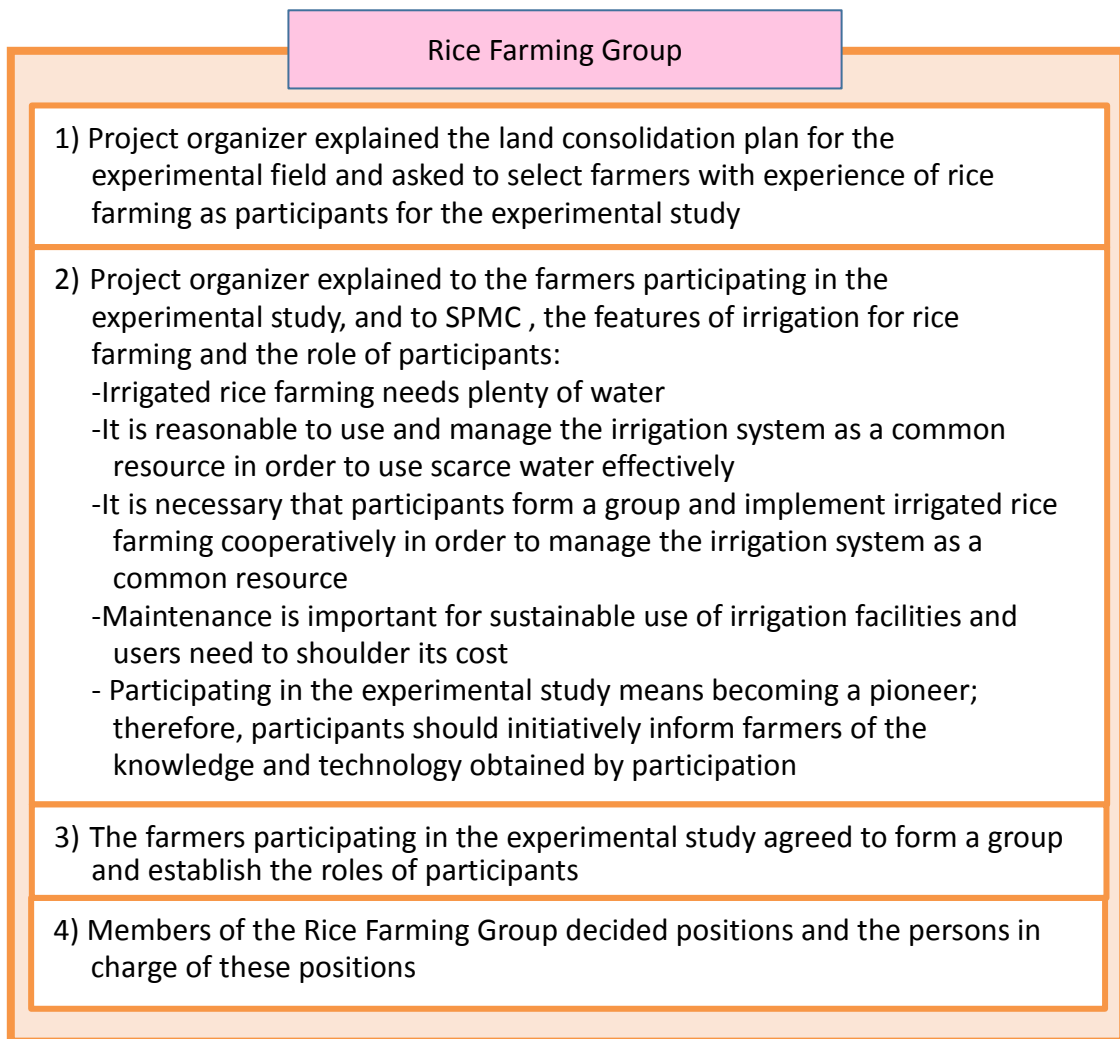 Rice Farming Group
1) Project organizer explained the land consolidation plan for the
experimental field and asked to select farmers with experience of rice
farming as participants for the experimental study
2) Project organizer explained to the farmers participating in the
experimental study, and to SPMC , the features of irrigation for rice
farming and the role of participants:
-Irrigated rice farming needs plenty of water
-It is reasonable to use and manage the irrigation system as a common
resource in order to use scarce water effectively
-It is necessary that participants form a group and implement irrigated rice
farming cooperatively in order to manage the irrigation system as a
common resource
-Maintenance is important for sustainable use of irrigation facilities and
users need to shoulder its cost
- Participating in the experimental study means becoming a pioneer;
therefore, participants should initiatively inform farmers of the
knowledge and technology obtained by participation
3) The farmers participating in the experimental study agreed to form a group
and establish the roles of participants
4) Members of the Rice Farming Group decided positions and the persons in
charge of these positions